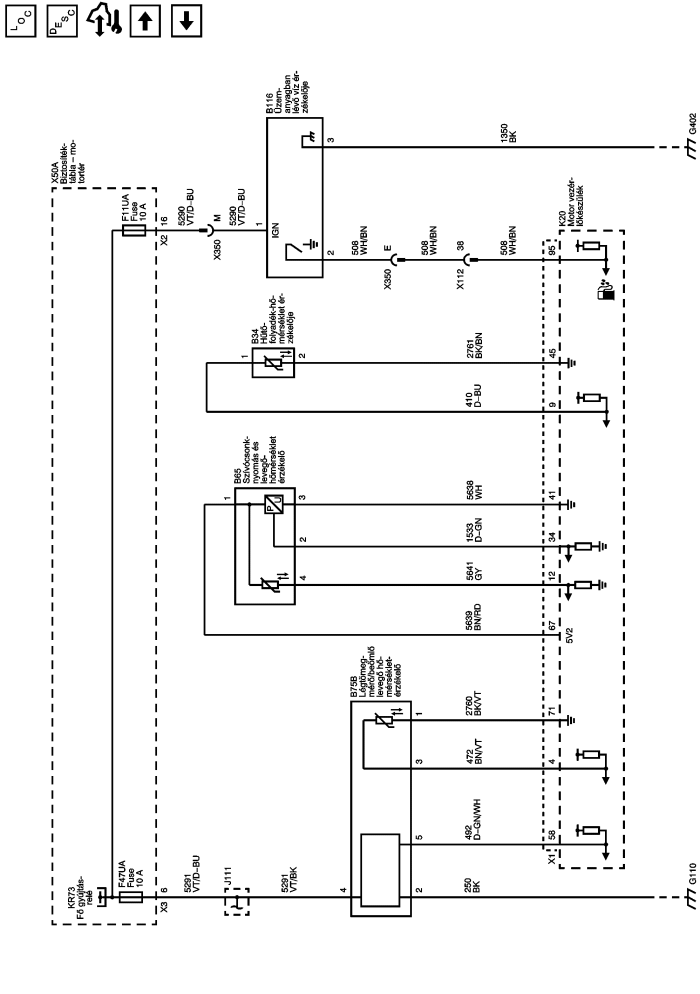 LOC
DESC
KR73
Fő gyújtás-
relé
F47UA
Fuse
10 A
X50A
Biztosíték-
tábla – mo-
tortér
F11UA
Fuse
10 A
X3
6
5291
VT/D–BU
J111
5291
VT/BK
X2
16
5290
VT/D–BU
X350
M
5290
VT/D–BU
B75B
Légtömeg-
mérő/beömlő
levegő hő-
mérséklet-
érzékelő
4
2
5
3
1
250
BK
492
D–GN/WH
472
BN/VT
2760
BK/VT
B65
Szívócsonk-
nyomás és
levegő-
hőmérséklet
érzékelő
1
P
U
4
2
3
5639
BN/RD
5641
GY
1533
D–GN
5638
WH
B34
Hűtő-
folyadék-hő-
mérséklet ér-
zékelője
1
2
410
D–BU
2761
BK/BN
B116
Üzem-
anyagban
lévő víz ér-
zékelője
1
IGN
2
3
508
WH/BN
X350
E
508
WH/BN
X112
38
508
WH/BN
1350
BK
X1
58
4
71
67
12
34
41
9
45
95
5V2
K20
Motor vezér-
lőkészülék
G110
G402